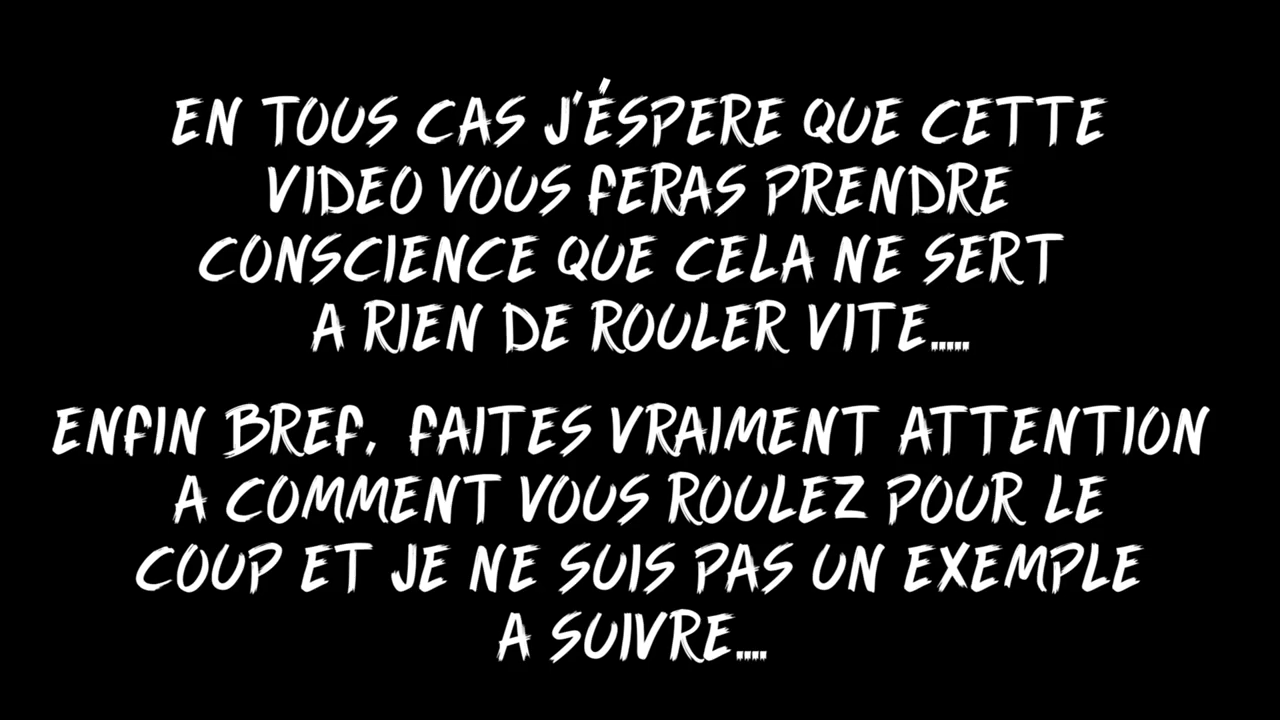 EN TOUS CAS J'ÉSPERE QUE CETTE
VIDEO VOUS FERAS PRENDRE
CONSCIENCE QUE CELA NE SERT
A RIEN DE ROULER VITE.....
ENFIN BREF, FAITES VRAIMENT ATTENTION
A COMMENT VOUS ROULEZ POUR LE
COUP ET JE NE SUIS PAS UN EXEMPLE
A SUIVRE....